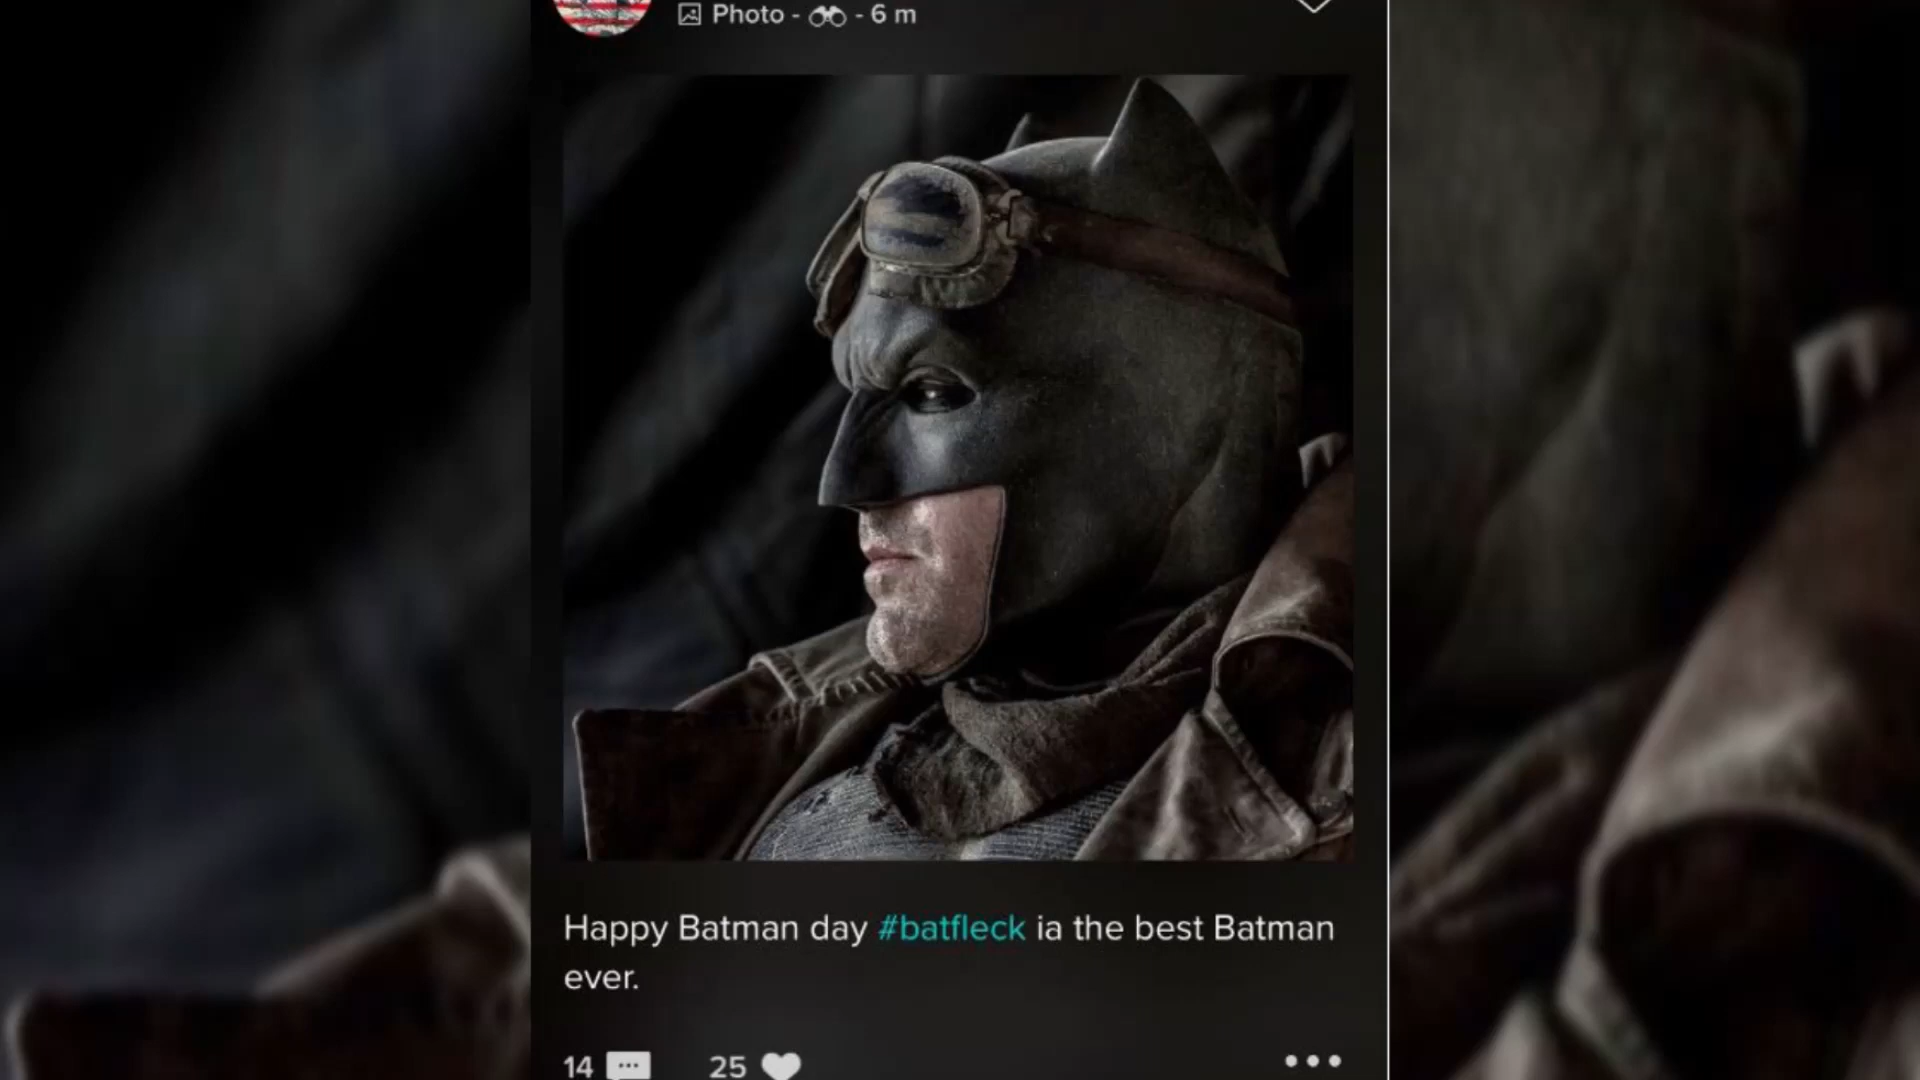 Photo - - 6 m
Happy Batman day #batfleck ia the best Batman
ever.
14 25